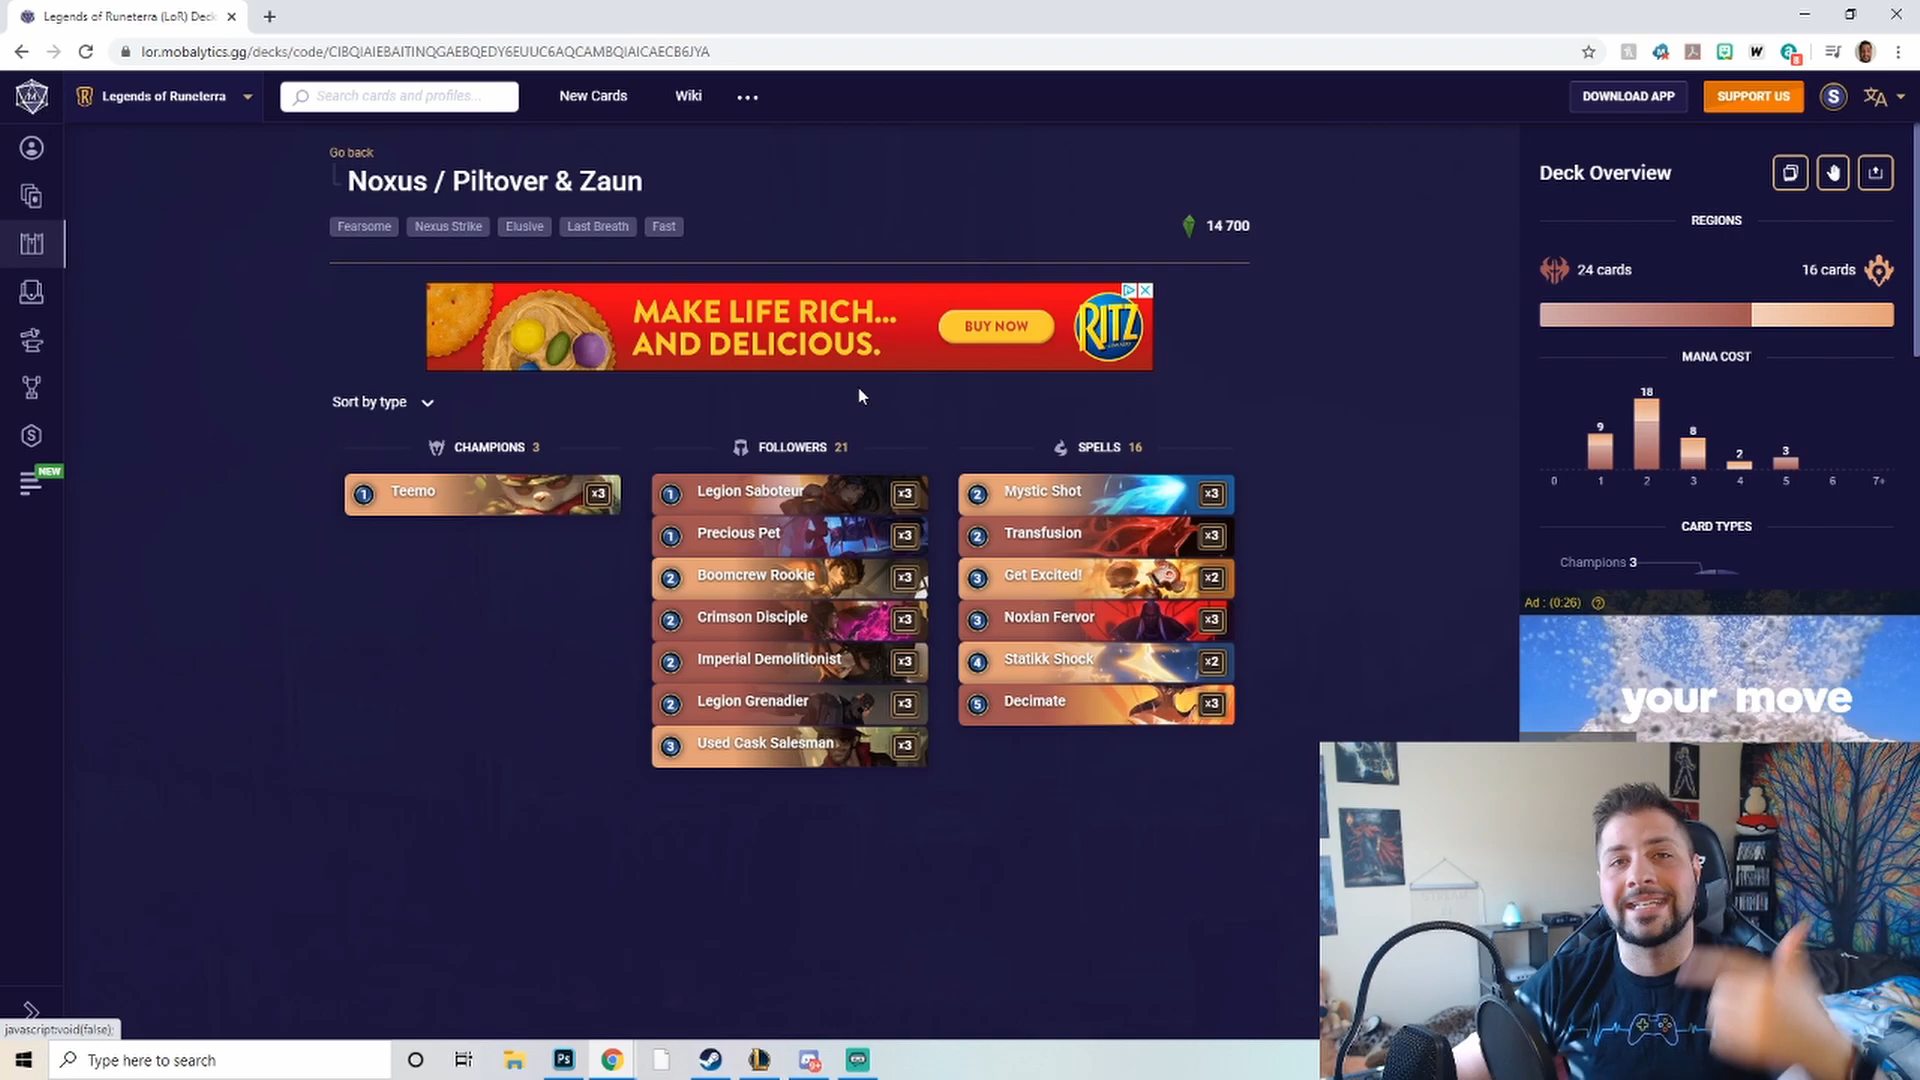 Legends of Runeterra (LoR) Deck
lor.mobalytics.gg/decks/code/CIBQIAIEBAITINQGAEBQEDY6EUUC6AQCAMBQIAICAECB6JYA
Legends of Runeterra
Search cards and profiles...
New Cards
Wiki
DOWNLOAD APP
SUPPORT US
S
Go back
Noxus / Piltover & Zaun
Fearsome
Nexus Strike
Elusive
Last Breath
Fast
14 700
MAKE LIFE RICH...
AND DELICIOUS.
BUY NOW
RITZ
Sort by type
CHAMPIONS 3
1 Teemo x3
FOLLOWERS 21
1 Legion Saboteur x3
1 Precious Pet x3
2 Boomcrew Rookie x3
2 Crimson Disciple x3
2 Imperial Demolitionist x3
2 Legion Grenadier x3
3 Used Cask Salesman x3
SPELLS 16
2 Mystic Shot x3
2 Transfusion x3
3 Get Excited! x2
3 Noxian Fervor x3
4 Statikk Shock x2
5 Decimate x3
Deck Overview
REGIONS
24 cards
16 cards
MANA COST
9 18 8 2 3
0 1 2 3 4 5 6 7+
CARD TYPES
Champions 3
Ad : (0:26)
your move
NEW
javascript:void(false);
Type here to search
Ps